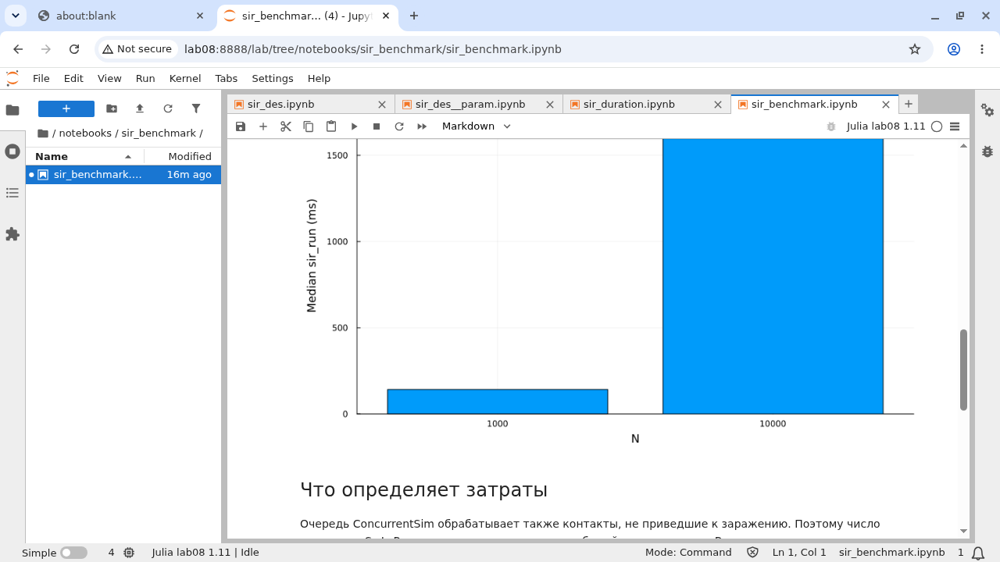 about:blank
sir_benchmar... (4) - Jupy
Not secure
lab08:8888/lab/tree/notebooks/sir_benchmark/sir_benchmark.ipynb
File Edit View Run Kernel Tabs Settings Help
sir_des.ipynb
sir_des__param.ipynb
sir_duration.ipynb
sir_benchmark.ipynb
Markdown
Julia lab08 1.11
/ notebooks / sir_benchmark /
Name Modified
sir_benchmark.... 16m ago
1500
1000
500
0
Median sir_run (ms)
1000 10000
N
Что определяет затраты
Очередь ConcurrentSim обрабатывает также контакты, не приведшие к заражению. Поэтому число
Simple 4 Julia lab08 1.11 | Idle Mode: Command Ln 1, Col 1 sir_benchmark.ipynb 1